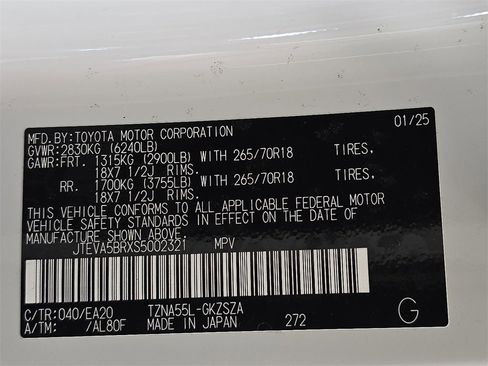 MFD.BY:TOYOTA MOTOR CORPORATION 01/25
GVWR:2830KG (6240LB)
GAWR:FRT. 1315KG (2900LB) WITH 265/70R18 TIRES.
18X7 1/2J RIMS.
RR. 1700KG (3755LB) WITH 265/70R18 TIRES.
18X7 1/2J RIMS.
THIS VEHICLE CONFORMS TO ALL APPLICABLE FEDERAL MOTOR
VEHICLE SAFETY STANDARDS IN EFFECT ON THE DATE OF
MANUFACTURE SHOWN ABOVE.
JTEVA5BRXS5002321 MPV
C/TR:040/EA20 TZNA55L-GKZSZA
A/TM: /AL80F MADE IN JAPAN 272 G